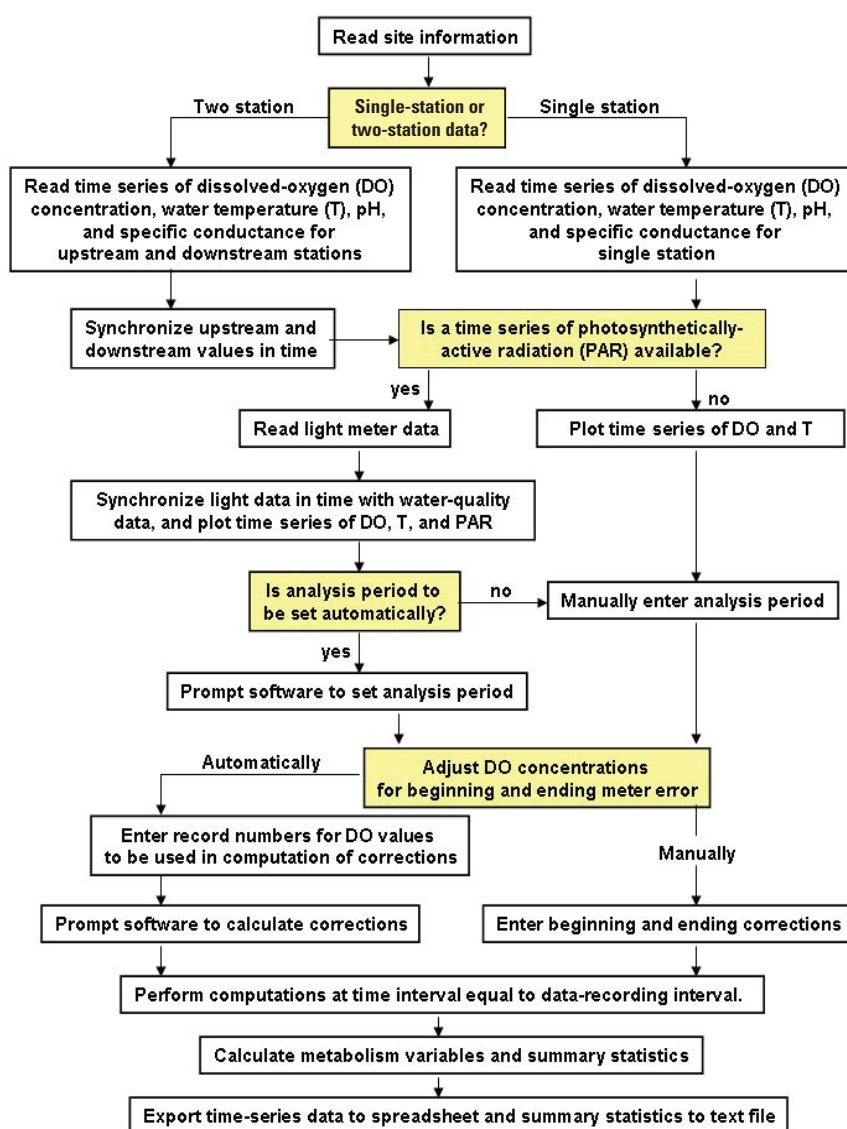 Read site information
Two station
Single-station or
two-station data?
Single station
Read time series of dissolved-oxygen (DO)
concentration, water temperature (T), pH,
and specific conductance for
upstream and downstream stations
Read time series of dissolved-oxygen (DO)
concentration, water temperature (T), pH,
and specific conductance for
single station
Synchronize upstream and
downstream values in time
Is a time series of photosynthetically-
active radiation (PAR) available?
yes
no
Read light meter data
Plot time series of DO and T
Synchronize light data in time with water-quality
data, and plot time series of DO, T, and PAR
Is analysis period to
be set automatically?
no
Manually enter analysis period
yes
Prompt software to set analysis period
Automatically
Adjust DO concentrations
for beginning and ending meter error
Enter record numbers for DO values
to be used in computation of corrections
Manually
Prompt software to calculate corrections
Enter beginning and ending corrections
Perform computations at time interval equal to data-recording interval.
Calculate metabolism variables and summary statistics
Export time-series data to spreadsheet and summary statistics to text file